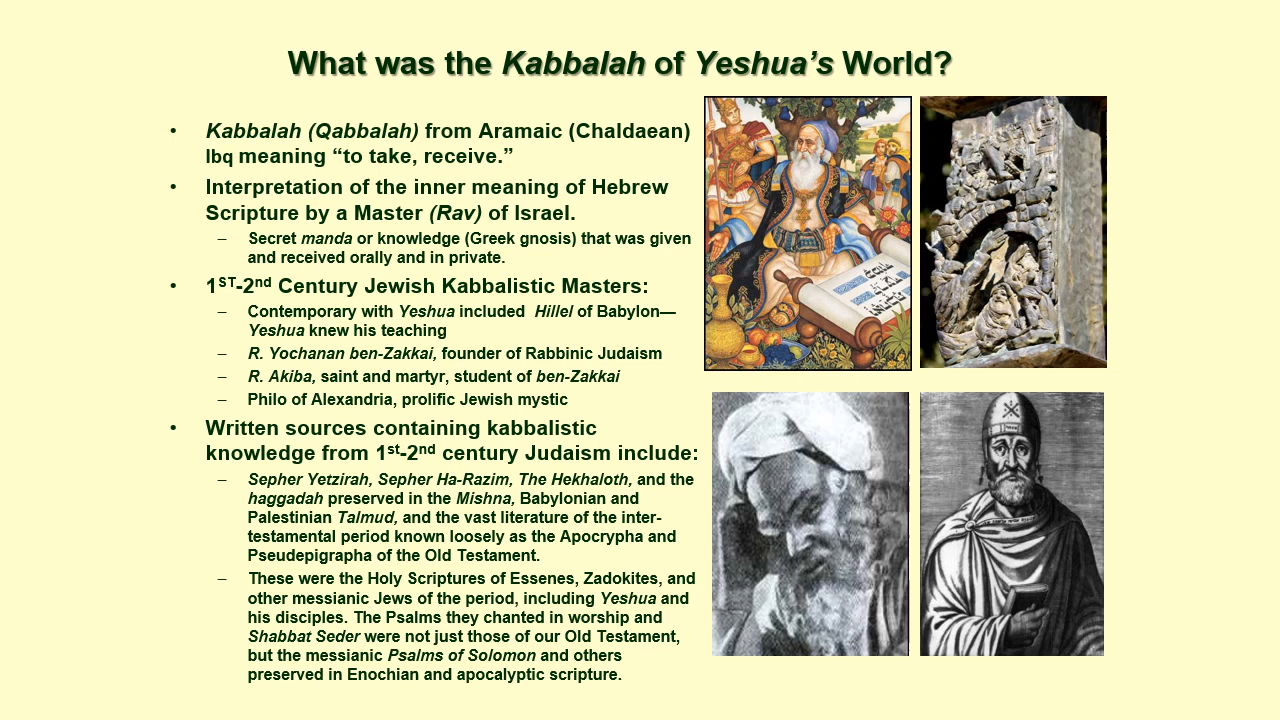 What was the Kabbalah of Yeshua’s World?
• Kabbalah (Qabbalah) from Aramaic (Chaldaean)
lbq meaning “to take, receive.”
• Interpretation of the inner meaning of Hebrew
Scripture by a Master (Rav) of Israel.
– Secret manda or knowledge (Greek gnosis) that was given
and received orally and in private.
• 1ST-2nd Century Jewish Kabbalistic Masters:
– Contemporary with Yeshua included Hillel of Babylon—
Yeshua knew his teaching
– R. Yochanan ben-Zakkai, founder of Rabbinic Judaism
– R. Akiba, saint and martyr, student of ben-Zakkai
– Philo of Alexandria, prolific Jewish mystic
• Written sources containing kabbalistic
knowledge from 1st-2nd century Judaism include:
– Sepher Yetzirah, Sepher Ha-Razim, The Hekhaloth, and the
haggadah preserved in the Mishna, Babylonian and
Palestinian Talmud, and the vast literature of the inter-
testamental period known loosely as the Apocrypha and
Pseudepigrapha of the Old Testament.
– These were the Holy Scriptures of Essenes, Zadokites, and
other messianic Jews of the period, including Yeshua and
his disciples. The Psalms they chanted in worship and
Shabbat Seder were not just those of our Old Testament,
but the messianic Psalms of Solomon and others
preserved in Enochian and apocalyptic scripture.